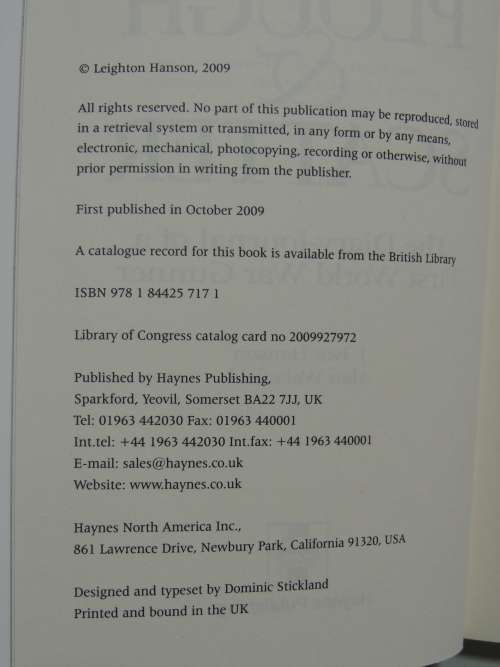 © Leighton Hanson, 2009
All rights reserved. No part of this publication may be reproduced, stored
in a retrieval system or transmitted, in any form or by any means,
electronic, mechanical, photocopying, recording or otherwise, without
prior permission in writing from the publisher.
First published in October 2009
A catalogue record for this book is available from the British Library
ISBN 978 1 84425 717 1
Library of Congress catalog card no 2009927972
Published by Haynes Publishing,
Sparkford, Yeovil, Somerset BA22 7JJ, UK
Tel: 01963 442030 Fax: 01963 440001
Int.tel: +44 1963 442030 Int.fax: +44 1963 440001
E-mail: sales@haynes.co.uk
Website: www.haynes.co.uk
Haynes North America Inc.,
861 Lawrence Drive, Newbury Park, California 91320, USA
Designed and typeset by Dominic Stickland
Printed and bound in the UK